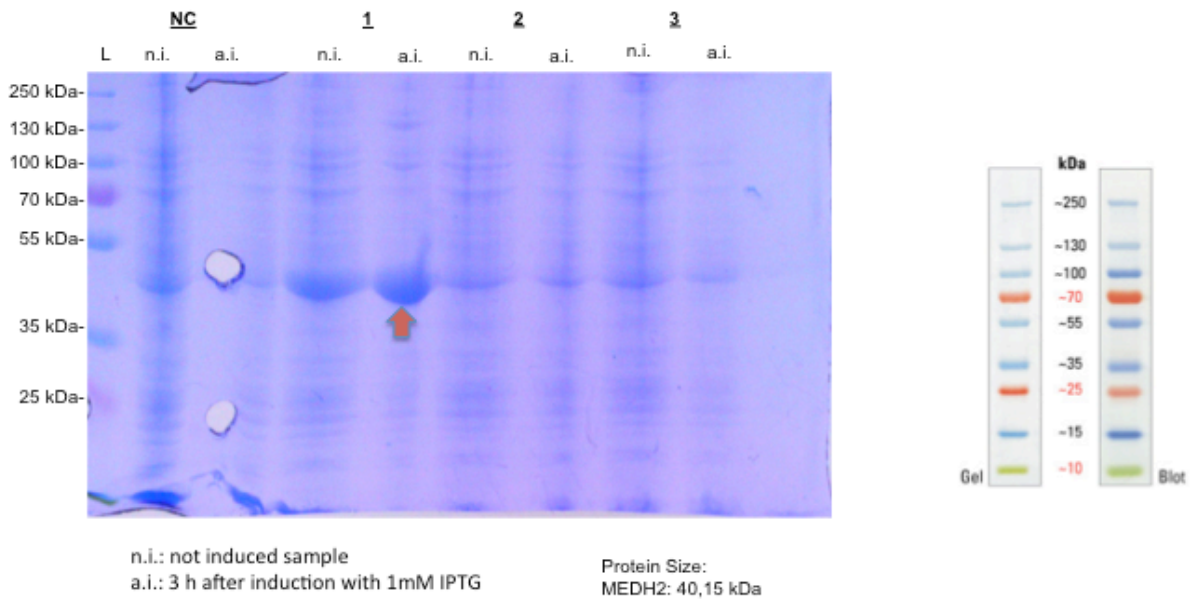 NC 1 2 3
L n.i. a.i. n.i. a.i. n.i. a.i. n.i. a.i.
250 kDa-
130 kDa-
100 kDa-
70 kDa-
55 kDa-
35 kDa-
25 kDa-
kDa
~250
~130
~100
~70
~55
~35
~25
~15
~10
Gel
Blot
n.i.: not induced sample
a.i.: 3 h after induction with 1mM IPTG
Protein Size:
MEDH2: 40,15 kDa